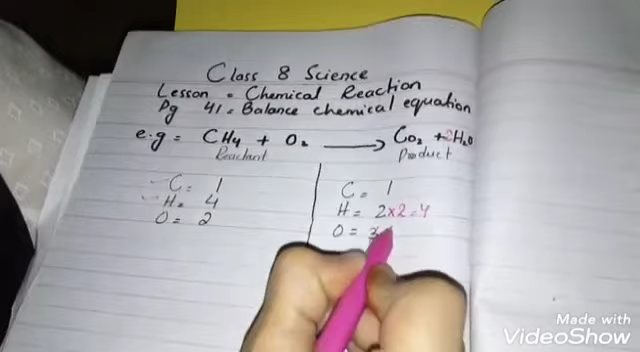 Class 8 Science
Lesson = Chemical Reaction
Pg 41 = Balance chemical equation
e.g = CH4 + O2 → CO2 + 2H2O
Reactant Product
C = 1 C = 1
H = 4 H = 2×2=4
O = 2 O = 3
Made with
VideoShow